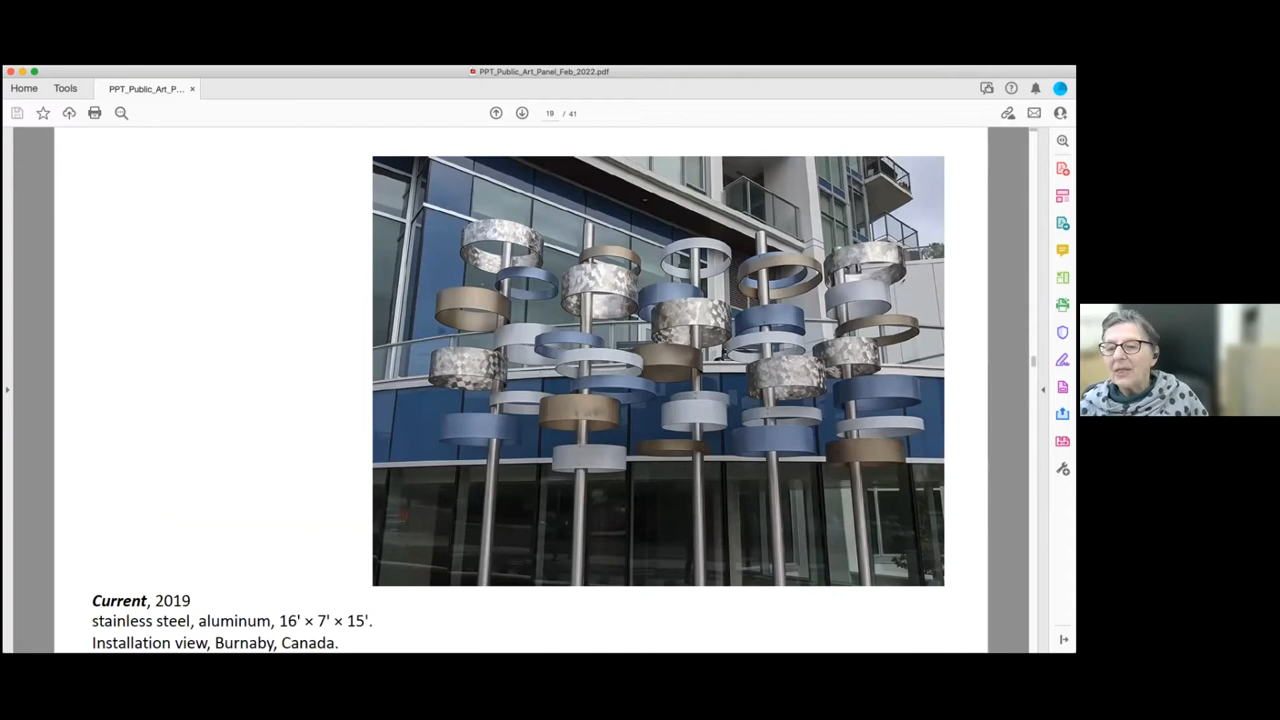 PPT_Public_Art_Panel_Feb_2022.pdf
Home Tools PPT_Public_Art_P... ×
19 / 41
Current, 2019
stainless steel, aluminum, 16' × 7' × 15'.
Installation view, Burnaby, Canada.